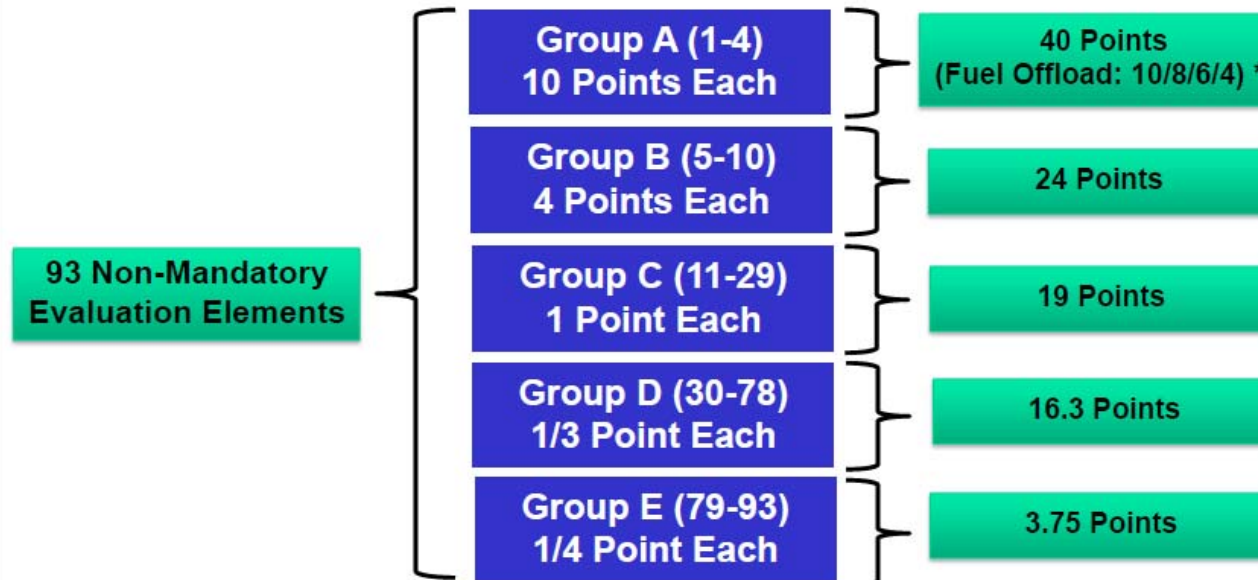 93 Non-Mandatory
Evaluation Elements
Group A (1-4)
10 Points Each
40 Points
(Fuel Offload: 10/8/6/4) *
Group B (5-10)
4 Points Each
24 Points
Group C (11-29)
1 Point Each
19 Points
Group D (30-78)
1/3 Point Each
16.3 Points
Group E (79-93)
1/4 Point Each
3.75 Points